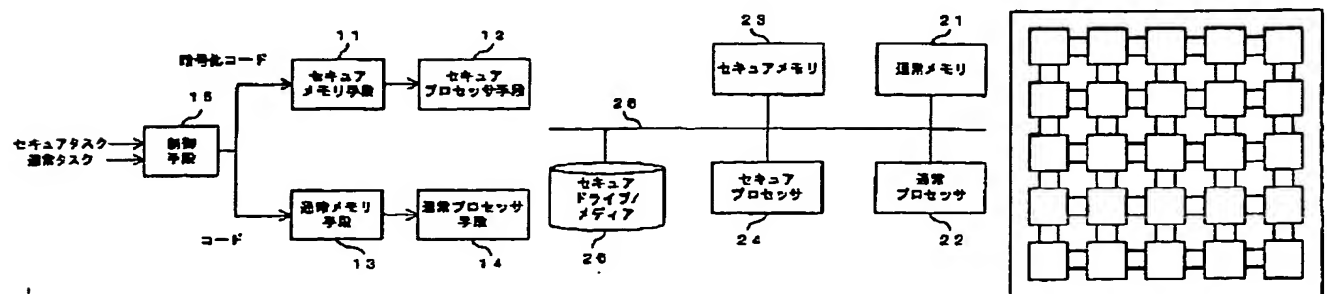 11
12
23
21
暗号化コード
セキュア
メモリ手段
セキュア
プロセッサ手段
セキュアメモリ
通常メモリ
15
26
セキュアタスク
通常タスク
制御
手段
通常メモリ
手段
通常プロセッサ
手段
セキュア
ドライブ/
メディア
セキュア
プロセッサ
通常
プロセッサ
コード
13
14
24
22